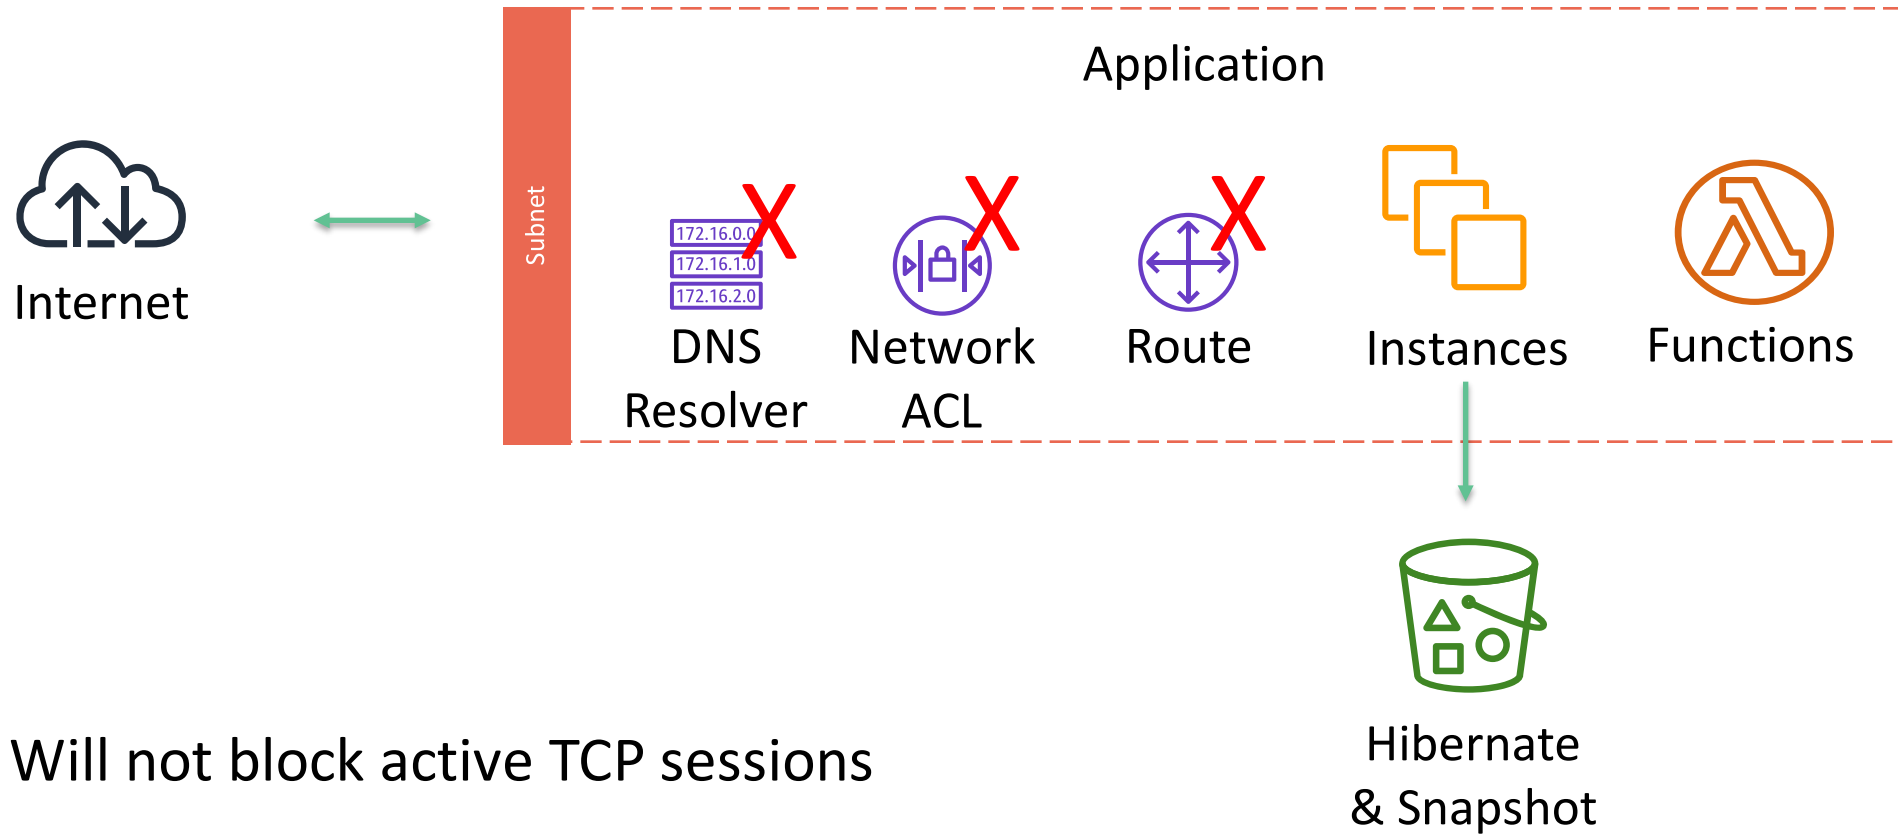 Application
Internet
Subnet
172.16.0.0
172.16.1.0
172.16.2.0
X
X
X
DNS
Resolver
Network
ACL
Route
Instances
Functions
Will not block active TCP sessions
Hibernate
& Snapshot